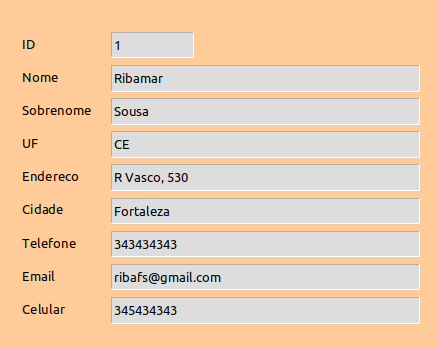 ID 1
Nome Ribamar
Sobrenome Sousa
UF CE
Endereco R Vasco, 530
Cidade Fortaleza
Telefone 343434343
Email ribafs@gmail.com
Celular 345434343